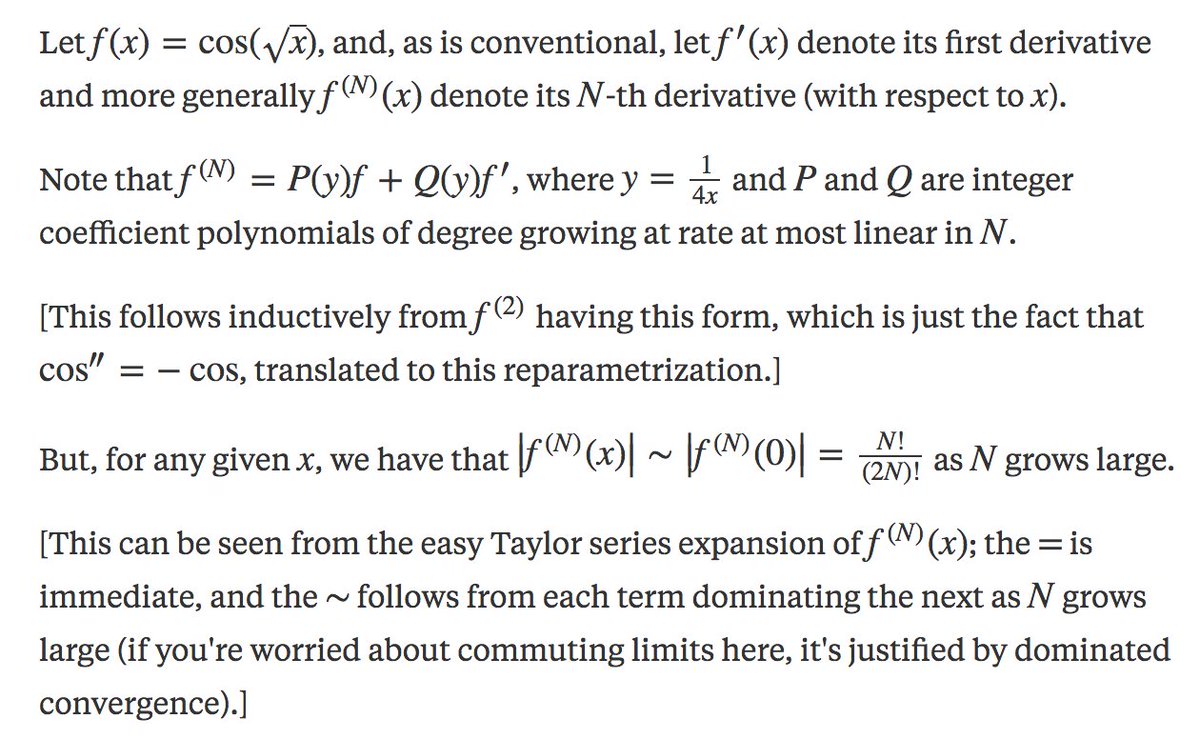 Let f(x) = cos(√x), and, as is conventional, let f′(x) denote its first derivative
and more generally f^(N)(x) denote its N-th derivative (with respect to x).
Note that f^(N) = P(y)f + Q(y)f′, where y = 1/4x and P and Q are integer
coefficient polynomials of degree growing at rate at most linear in N.
[This follows inductively from f^(2) having this form, which is just the fact that
cos″ = − cos, translated to this reparametrization.]
But, for any given x, we have that |f^(N)(x)| ~ |f^(N)(0)| = N!/(2N)! as N grows large.
[This can be seen from the easy Taylor series expansion of f^(N)(x); the = is
immediate, and the ~ follows from each term dominating the next as N grows
large (if you're worried about commuting limits here, it's justified by dominated
convergence).]